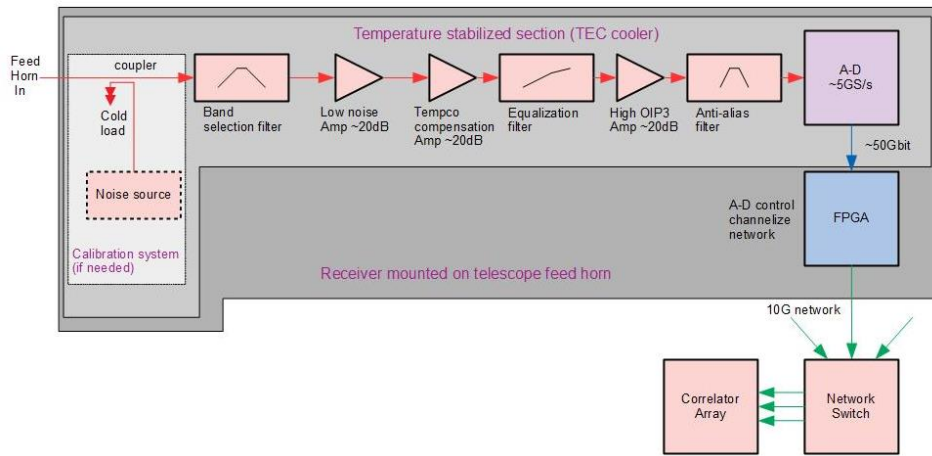 Temperature stabilized section (TEC cooler)
Feed
Horn
In
coupler
Cold
load
Noise source
Calibration system
(if needed)
Band
selection filter
Low noise
Amp ~20dB
Tempco
compensation
Amp ~20dB
Equalization
filter
High OIP3
Amp ~20dB
Anti-alias
filter
A-D
~5GS/s
~50Gbit
A-D control
channelize
network
FPGA
Receiver mounted on telescope feed horn
10G network
Correlator
Array
Network
Switch